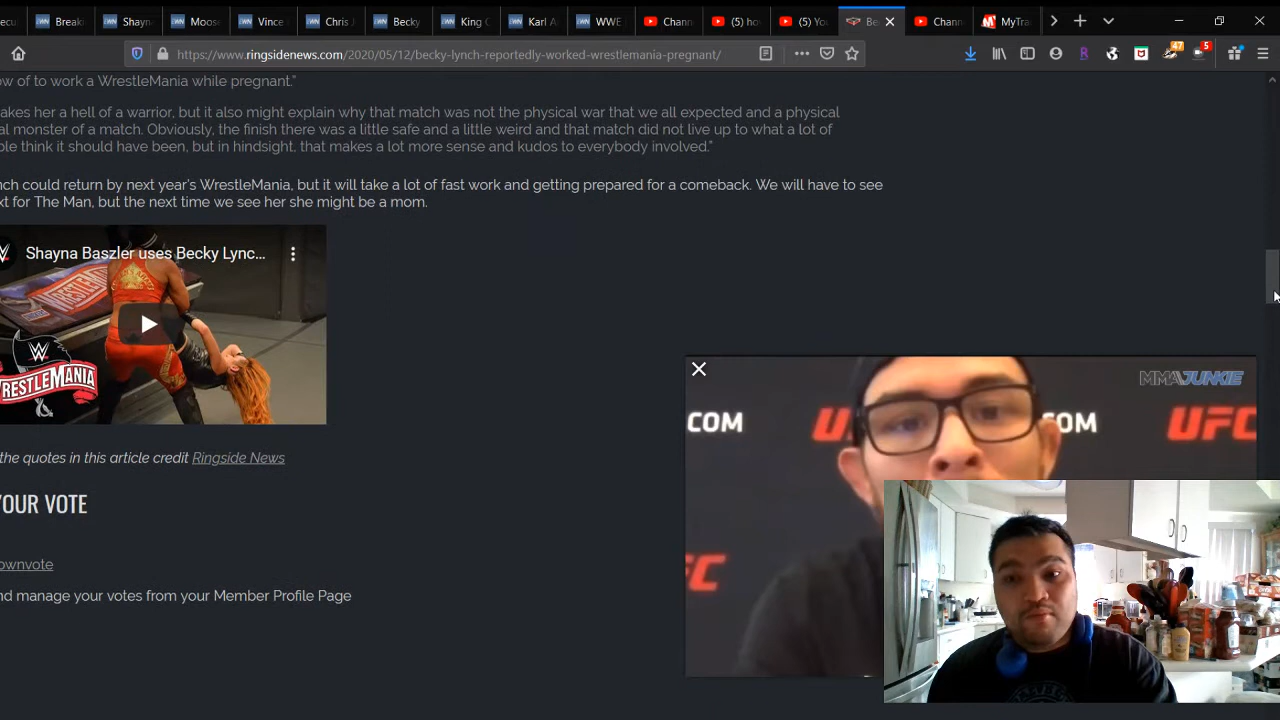 ecu
Breaki
Shayna
Moose
Vince
Chris J
Becky
King C
Karl A
WWE
Chann
(5) ho
(5) Yo
Be
Chann
MyTra
https://www.ringsidenews.com/2020/05/12/becky-lynch-reportedly-worked-wrestlemania-pregnant/
47
5
ow of to work a WrestleMania while pregnant."
akes her a hell of a warrior, but it also might explain why that match was not the physical war that we all expected and a physical
al monster of a match. Obviously, the finish there was a little safe and a little weird and that match did not live up to what a lot of
ple think it should have been, but in hindsight, that makes a lot more sense and kudos to everybody involved."
nch could return by next year's WrestleMania, but it will take a lot of fast work and getting prepared for a comeback. We will have to see
xt for The Man, but the next time we see her she might be a mom.
Shayna Baszler uses Becky Lync...
WRESTLEMANIA
RESTLEMANIA
the quotes in this article credit Ringside News
YOUR VOTE
ownvote
nd manage your votes from your Member Profile Page
MMAJUNKIE
.COM
UFC
COM
UFC
FC